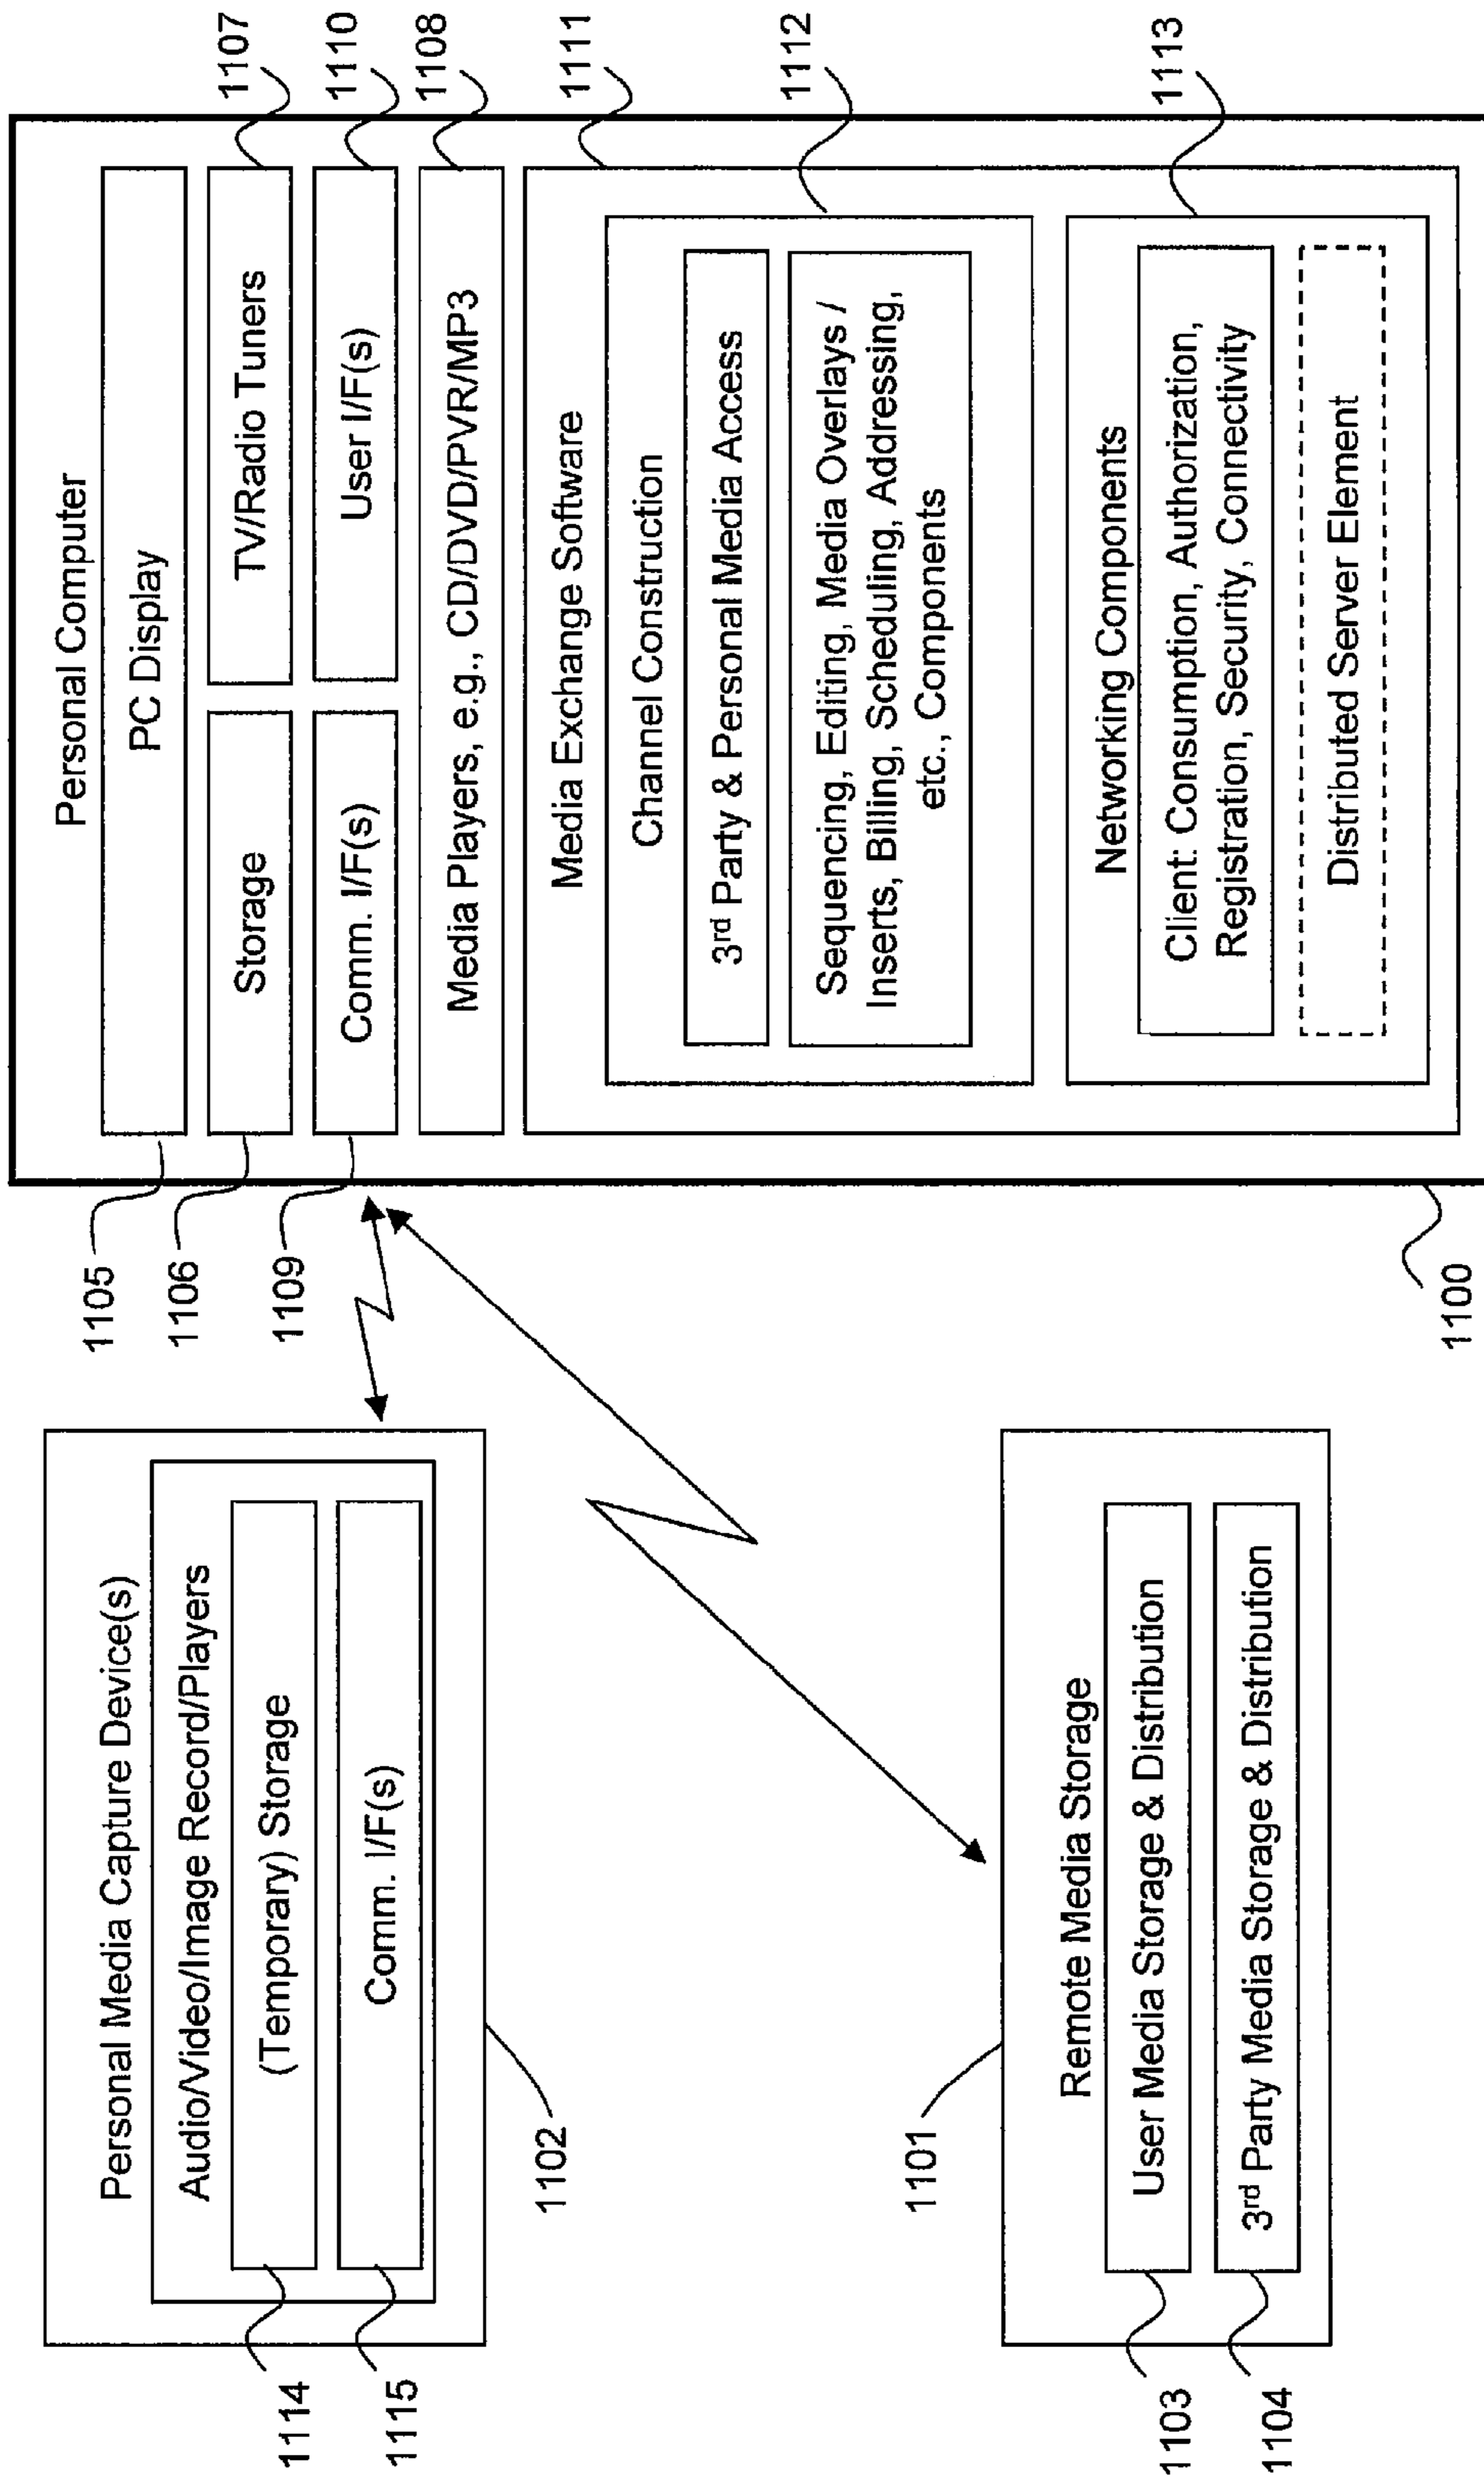 Personal Media Capture Device(s)
Audio/Video/Image Record/Players
(Temporary) Storage
Comm. I/F(s)
1114
1115
1102
Remote Media Storage
User Media Storage & Distribution
3rd Party Media Storage & Distribution
1101
1103
1104
Personal Computer
PC Display
Storage
TV/Radio Tuners
Comm. I/F(s)
User I/F(s)
Media Players, e.g., CD/DVD/PVR/MP3
Media Exchange Software
Channel Construction
3rd Party & Personal Media Access
Sequencing, Editing, Media Overlays /
Inserts, Billing, Scheduling, Addressing,
etc., Components
Networking Components
Client: Consumption, Authorization,
Registration, Security, Connectivity
Distributed Server Element
1105
1106
1109
1100
1107
1110
1108
1111
1112
1113